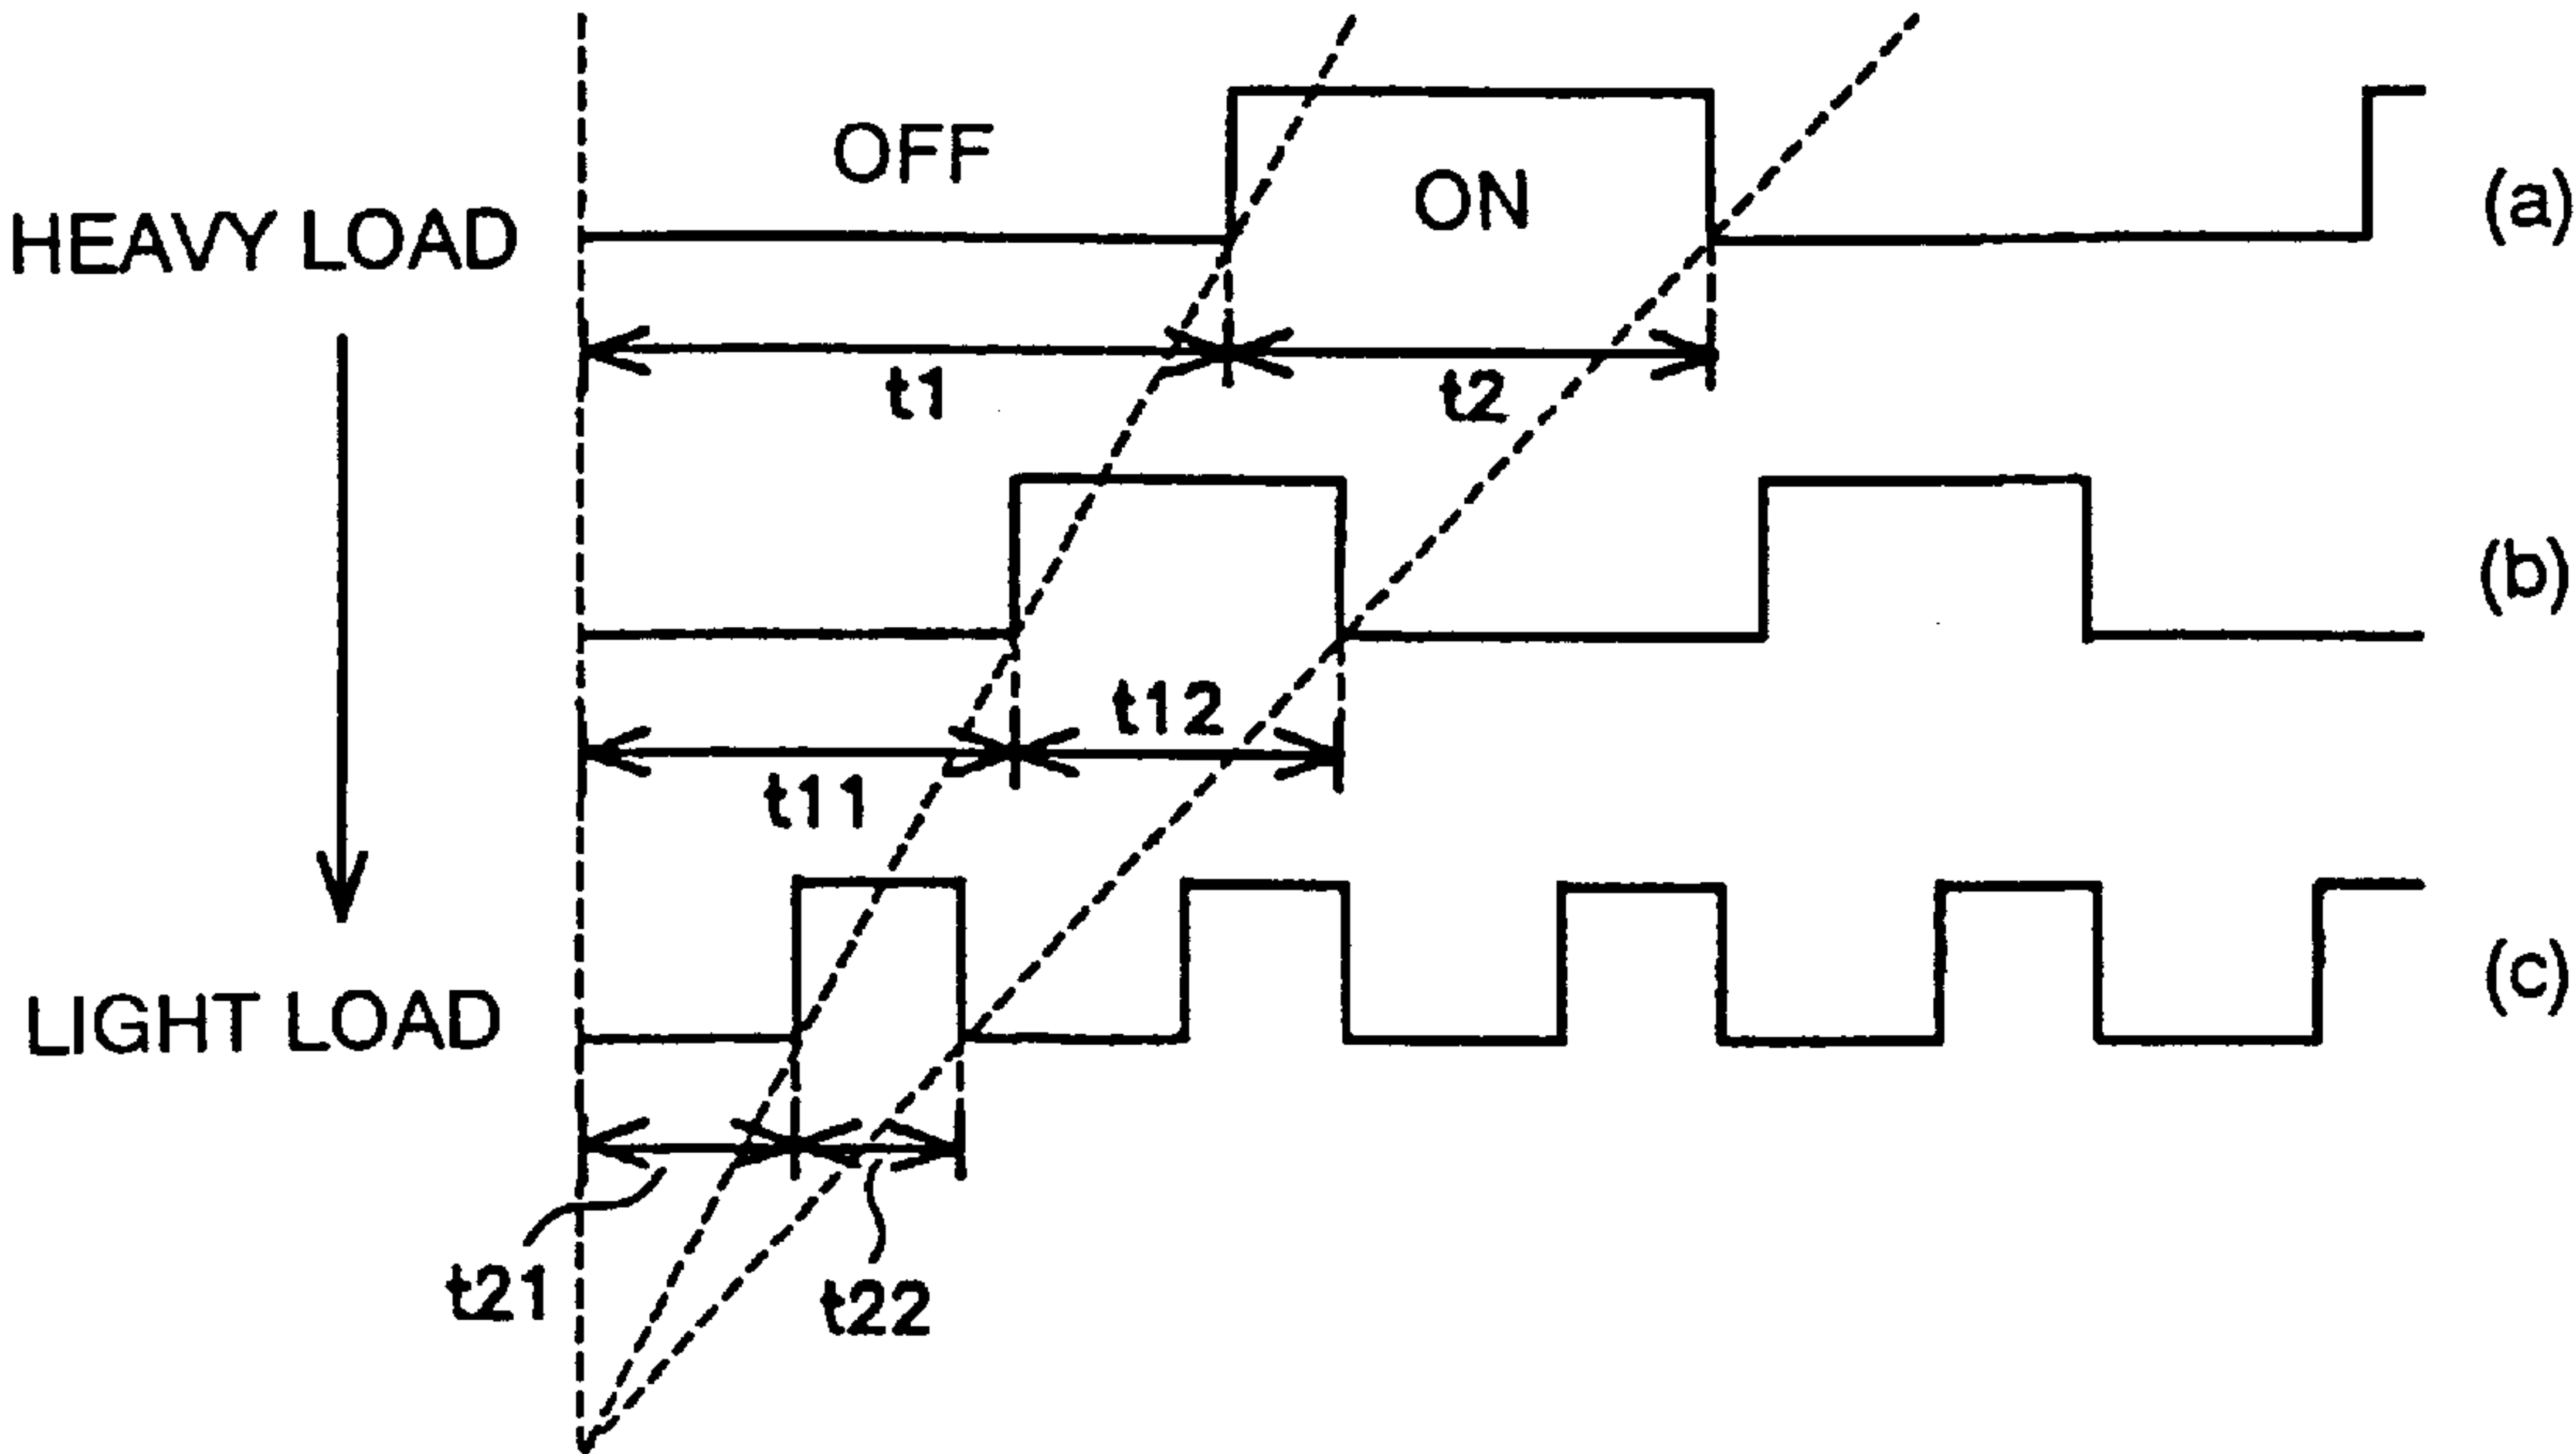 OFF
ON
HEAVY LOAD
(a)
t1
t2
(b)
t12
t11
LIGHT LOAD
(c)
t21
t22